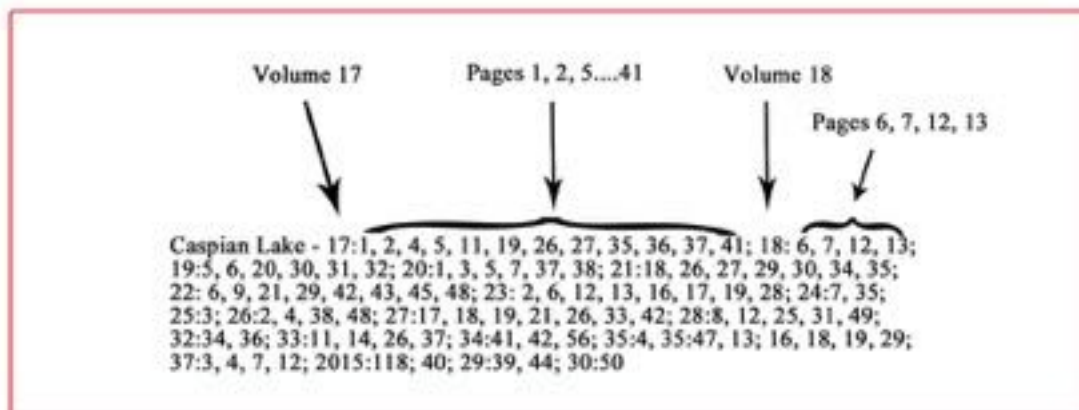 Volume 17
Pages 1, 2, 5....41
Volume 18
Pages 6, 7, 12, 13
Caspian Lake - 17:1, 2, 4, 5, 11, 19, 26, 27, 35, 36, 37, 41; 18: 6, 7, 12, 13;
19:5, 6, 20, 30, 31, 32; 20:1, 3, 5, 7, 37, 38; 21:18, 26, 27, 29, 30, 34, 35;
22: 6, 9, 21, 29, 42, 43, 45, 48; 23: 2, 6, 12, 13, 16, 17, 19, 28; 24:7, 35;
25:3; 26:2, 4, 38, 48; 27:17, 18, 19, 21, 26, 33, 42; 28:8, 12, 25, 31, 49;
32:34, 36; 33:11, 14, 26, 37; 34:41, 42, 56; 35:4, 35:47, 13; 16, 18, 19, 29;
37:3, 4, 7, 12; 2015:118; 40; 29:39, 44; 30:50